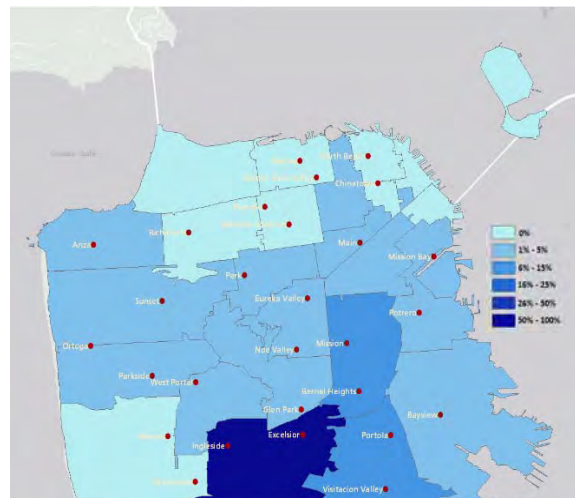 North Beach
Chinatown
Anza
Richmond
Main
Mission Bay
Park
Sunset
Eureka Valley
Potrero
Ortega
Noe Valley
Mission
Parkside
West Portal
Bernal Heights
Glen Park
Bayview
Excelsior
Portola
Ingleside
Visitacion Valley
0%
1% - 5%
6% - 15%
16% - 25%
26% - 50%
50% - 100%